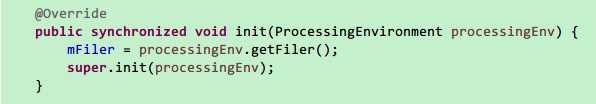 @Override
public synchronized void init(ProcessingEnvironment processingEnv) {
    mFiler = processingEnv.getFiler();
    super.init(processingEnv);
}